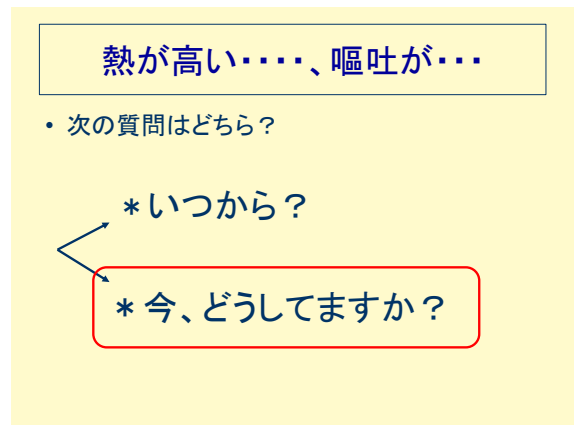 熱が高い・・・・、嘔吐が・・・
• 次の質問はどちら？
＊いつから？
＊今、どうしてますか？